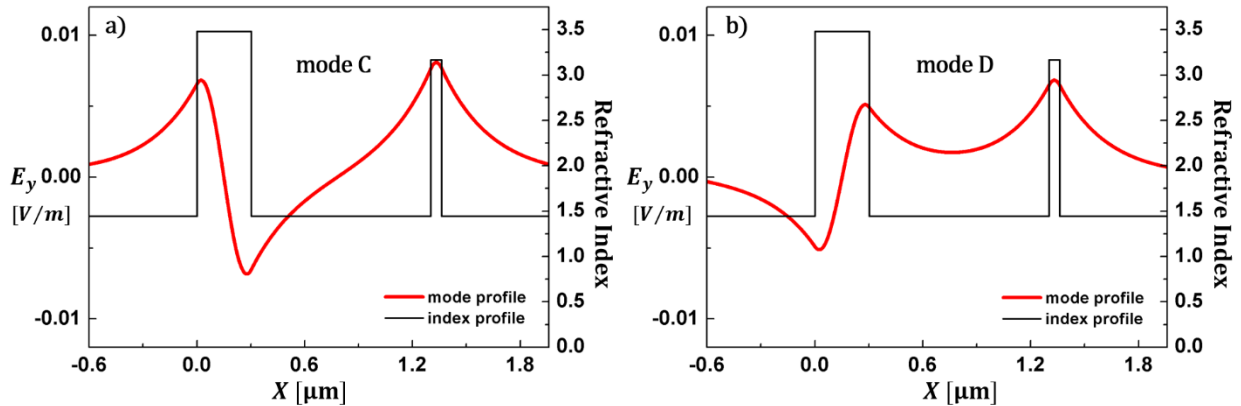 a)
mode C
0.01
0.00
-0.01
E_y
[V/m]
3.5
3.0
2.5
2.0
1.5
1.0
0.5
0.0
Refractive Index
mode profile
index profile
-0.6 0.0 0.6 1.2 1.8
X [μm]
b)
mode D
0.01
0.00
-0.01
E_y
[V/m]
3.5
3.0
2.5
2.0
1.5
1.0
0.5
0.0
Refractive Index
mode profile
index profile
-0.6 0.0 0.6 1.2 1.8
X [μm]